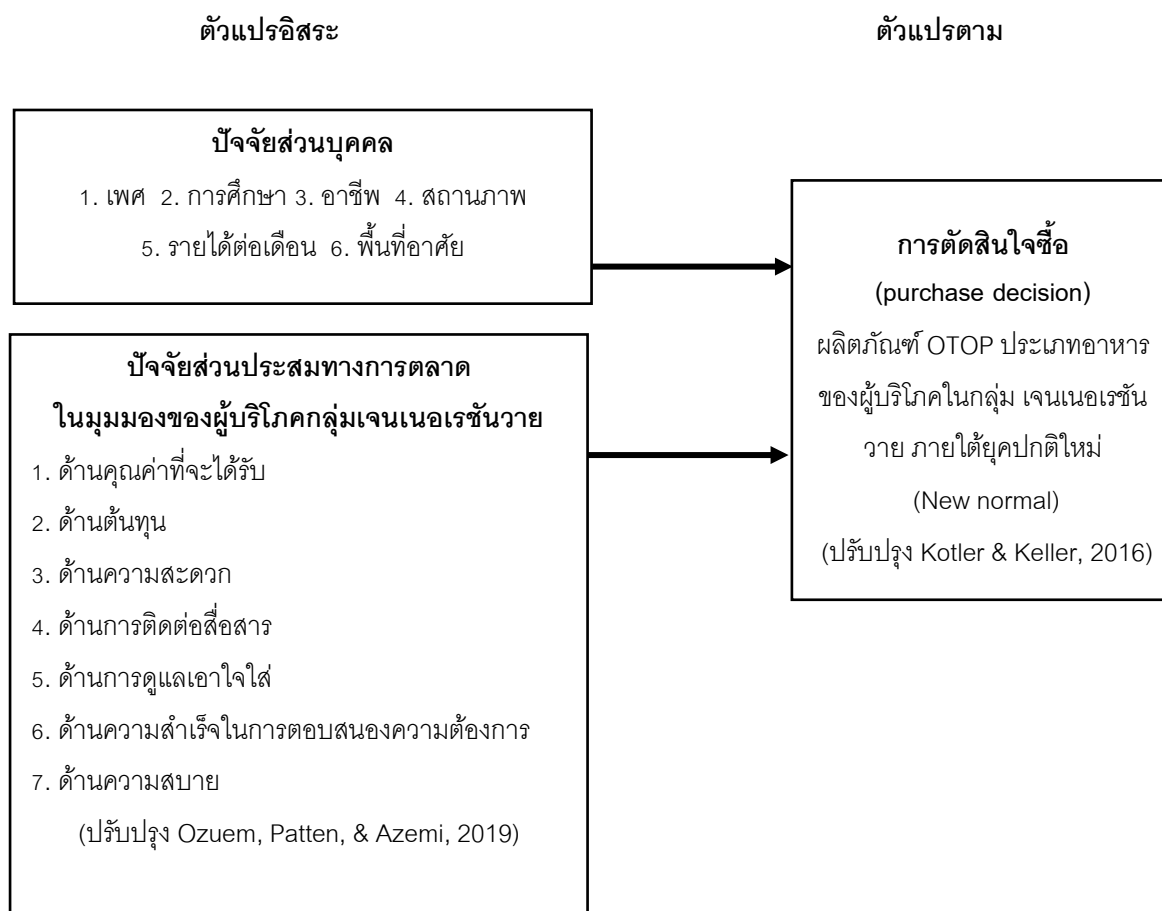 ตัวแปรอิสระ
ตัวแปรตาม
ปัจจัยส่วนบุคคล
1. เพศ 2. การศึกษา 3. อาชีพ 4. สถานภาพ
5. รายได้ต่อเดือน 6. พื้นที่อาศัย
ปัจจัยส่วนประสมทางการตลาด
ในมุมมองของผู้บริโภคกลุ่มเจนเนอเรชันวาย
1. ด้านคุณค่าที่จะได้รับ
2. ด้านต้นทุน
3. ด้านความสะดวก
4. ด้านการติดต่อสื่อสาร
5. ด้านการดูแลเอาใจใส่
6. ด้านความสำเร็จในการตอบสนองความต้องการ
7. ด้านความสบาย
(ปรับปรุง Ozuem, Patten, & Azemi, 2019)
การตัดสินใจซื้อ
(purchase decision)
ผลิตภัณฑ์ OTOP ประเภทอาหาร
ของผู้บริโภคในกลุ่ม เจนเนอเรชัน
วาย ภายใต้ยุคปกติใหม่
(New normal)
(ปรับปรุง Kotler & Keller, 2016)